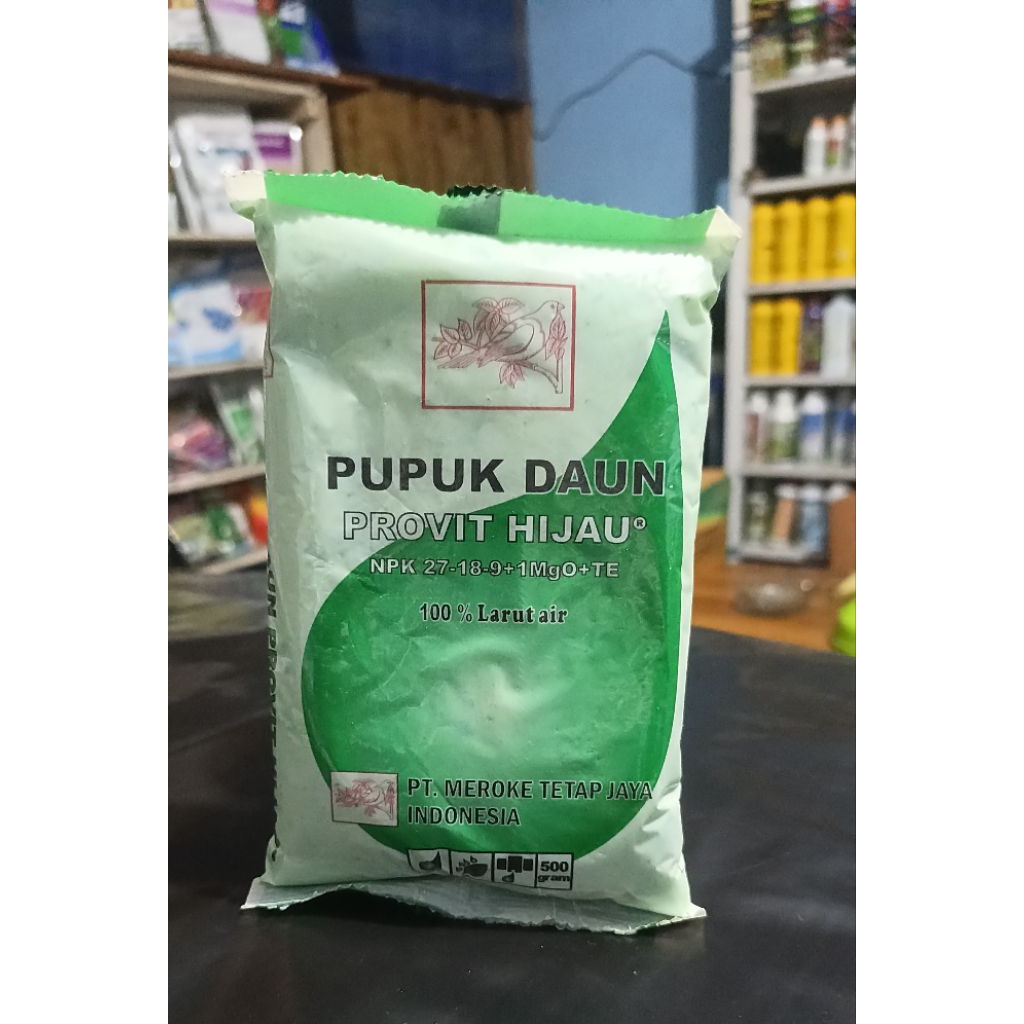 PUPUK DAUN
PROVIT HIJAU®
NPK 27-18-9+1MgO+TE
100 % Larut air
PT. MEROKE TETAP JAYA
INDONESIA
500
gram